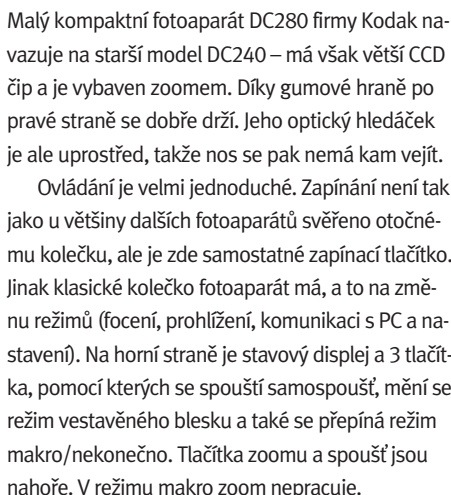 Malý kompaktní fotoaparát DC280 firmy Kodak na-
vazuje na starší model DC240 – má však větší CCD
čip a je vybaven zoomem. Díky gumové hraně po
pravé straně se dobře drží. Jeho optický hledáček
je ale uprostřed, takže nos se pak nemá kam vejít.
Ovládání je velmi jednoduché. Zapínání není tak
jako u většiny dalších fotoaparátů svěřeno otočné-
mu kolečku, ale je zde samostatné zapínací tlačítko.
Jinak klasické kolečko fotoaparát má, a to na změ-
nu režimů (focení, prohlížení, komunikaci s PC a na-
stavení). Na horní straně je stavový displej a 3 tlačít-
ka, pomocí kterých se spouští samospoušť, mění se
režim vestavěného blesku a také se přepíná režim
makro/nekonečno. Tlačítka zoomu a spoušť jsou
nahoře. V režimu makro zoom nepracuje.